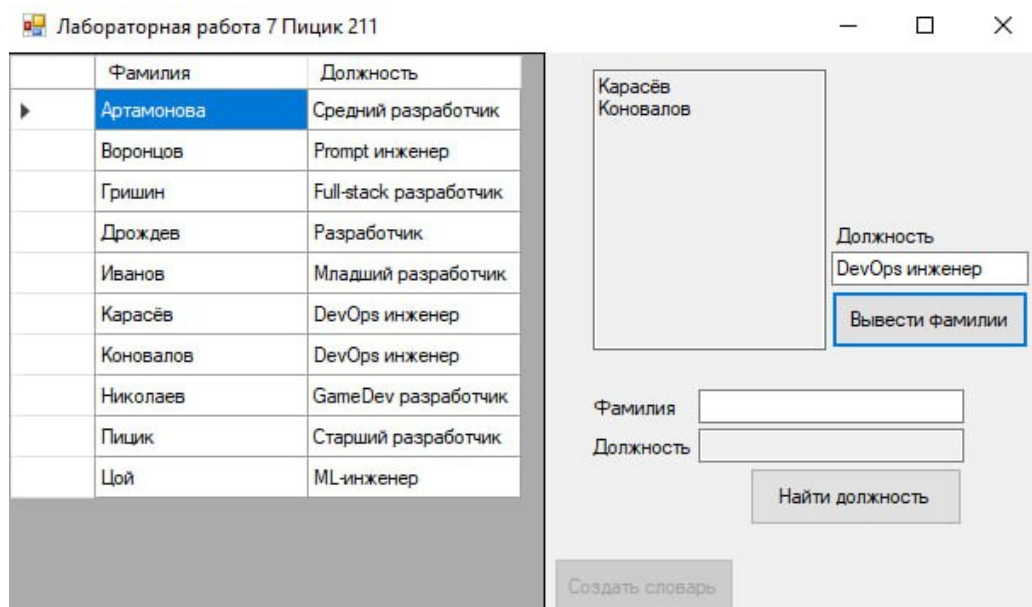 Лабораторная работа 7 Пицик 211
Фамилия Должность
Артамонова Средний разработчик
Воронцов Prompt инженер
Гришин Full-stack разработчик
Дрождев Разработчик
Иванов Младший разработчик
Карасёв DevOps инженер
Коновалов DevOps инженер
Николаев GameDev разработчик
Пицик Старший разработчик
Цой ML-инженер
Карасёв
Коновалов
Должность
DevOps инженер
Вывести фамилии
Фамилия
Должность
Найти должность
Создать словарь